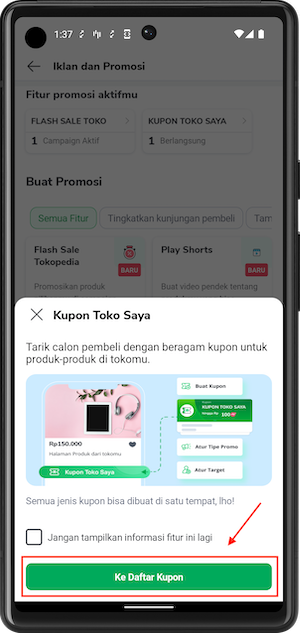 1:37
Iklan dan Promosi
Fitur promosi aktifmu
FLASH SALE TOKO
KUPON TOKO SAYA
1 Campaign Aktif
1 Berlangsung
Buat Promosi
Semua Fitur
Tingkatkan kunjungan pembeli
Tam
Flash Sale
Tokopedia
BARU
Play Shorts
BARU
Promosikan produk
Buat video pendek tentang
Kupon Toko Saya
Tarik calon pembeli dengan beragam kupon untuk
produk-produk di tokomu.
Buat Kupon
KUPON TOKO SAYA
100
Rp150.000
Halaman Produk dari tokomu
Atur Tipe Promo
Kupon Toko Saya
Atur Target
Semua jenis kupon bisa dibuat di satu tempat, lho!
Jangan tampilkan informasi fitur ini lagi
Ke Daftar Kupon